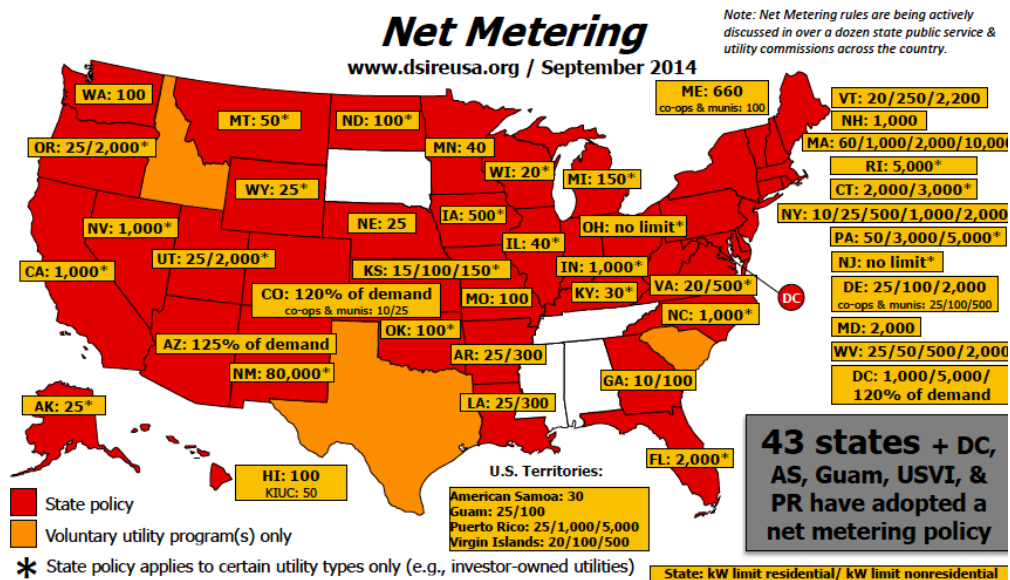 Net Metering
www.dsireusa.org / September 2014
Note: Net Metering rules are being actively
discussed in over a dozen state public service &
utility commissions across the country.
WA: 100
OR: 25/2,000*
MT: 50*
ND: 100*
MN: 40
WI: 20*
MI: 150*
ME: 660
co-ops & munis: 100
VT: 20/250/2,200
NH: 1,000
MA: 60/1,000/2,000/10,000
RI: 5,000*
CT: 2,000/3,000*
NY: 10/25/500/1,000/2,000
PA: 50/3,000/5,000*
NJ: no limit*
DE: 25/100/2,000
co-ops & munis: 25/100/500
MD: 2,000
WV: 25/50/500/2,000
DC: 1,000/5,000/
120% of demand
WY: 25*
NE: 25
IA: 500*
IL: 40*
OH: no limit*
NV: 1,000*
UT: 25/2,000*
CA: 1,000*
KS: 15/100/150*
IN: 1,000*
KY: 30*
VA: 20/500*
DC
CO: 120% of demand
co-ops & munis: 10/25
MO: 100
NC: 1,000*
OK: 100*
AZ: 125% of demand
AR: 25/300
NM: 80,000*
GA: 10/100
LA: 25/300
AK: 25*
HI: 100
KIUC: 50
FL: 2,000*
U.S. Territories:
American Samoa: 30
Guam: 25/100
Puerto Rico: 25/1,000/5,000
Virgin Islands: 20/100/500
43 states + DC,
AS, Guam, USVI, &
PR have adopted a
net metering policy
State policy
Voluntary utility program(s) only
* State policy applies to certain utility types only (e.g., investor-owned utilities)
State: kW limit residential/ kW limit nonresidential